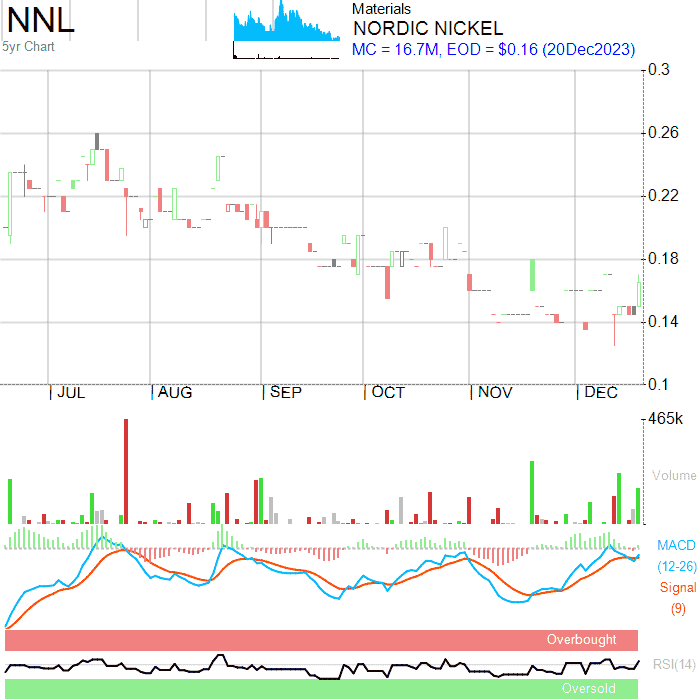 NNL
5yr Chart
Materials
NORDIC NICKEL
MC = 16.7M, EOD = $0.16 (20Dec2023)
0.3
0.26
0.22
0.18
0.14
0.1
JUL AUG SEP OCT NOV DEC
465k
Volume
MACD
(12-26)
Signal
(9)
Overbought
RSI(14)
Oversold